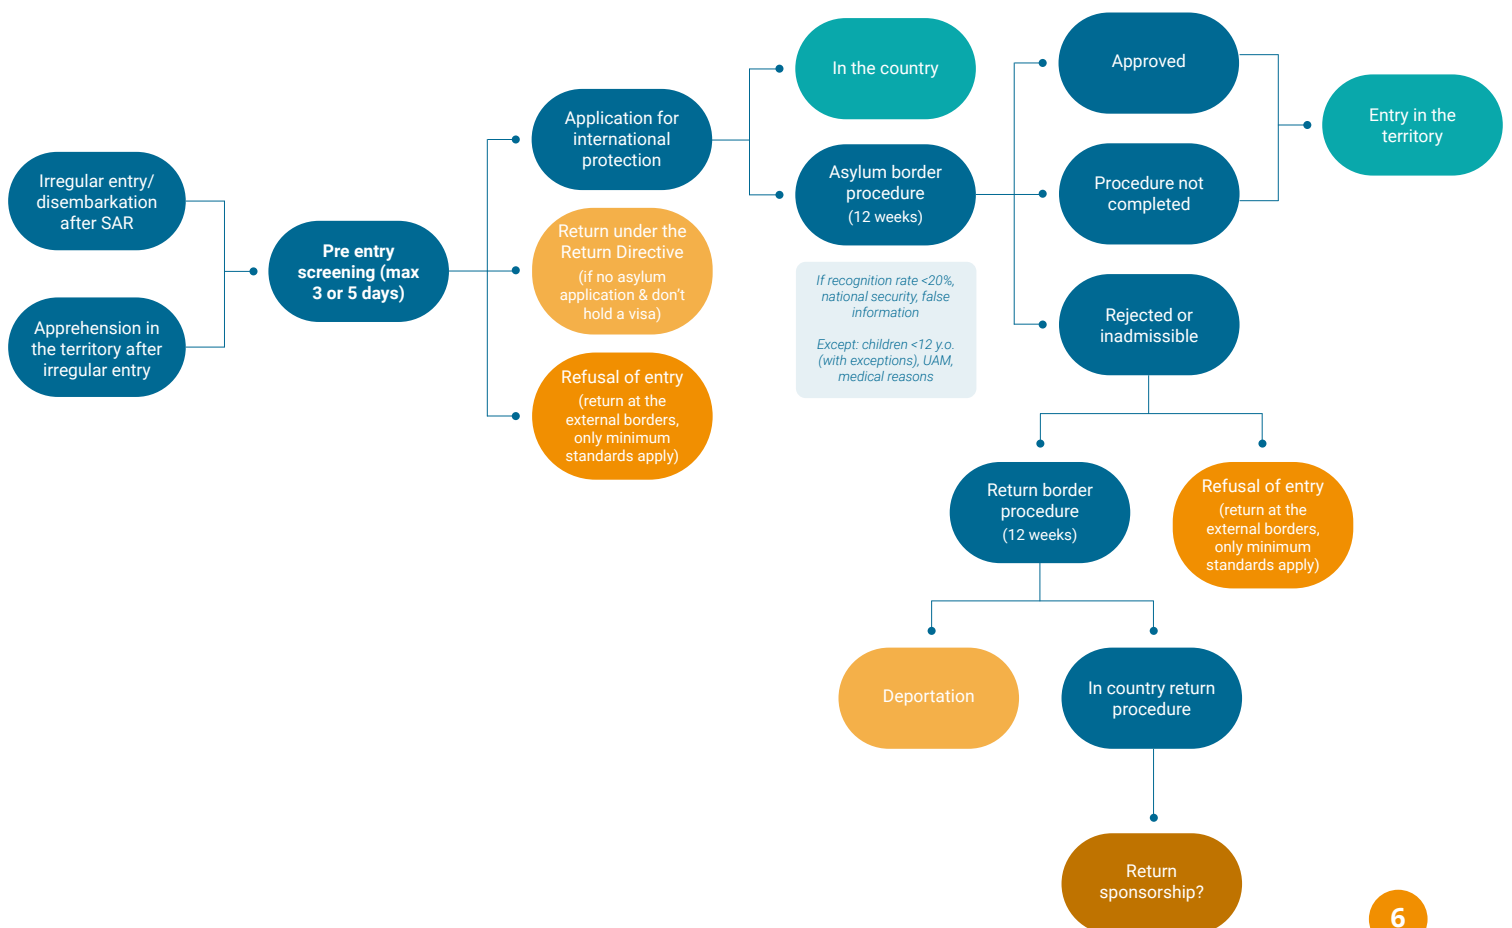 Irregular entry/
disembarkation
after SAR
Apprehension in
the territory after
irregular entry
Pre entry
screening (max
3 or 5 days)
Application for
international
protection
Return under the
Return Directive
(if no asylum
application & don't
hold a visa)
Refusal of entry
(return at the
external borders,
only minimum
standards apply)
In the country
Asylum border
procedure
(12 weeks)
If recognition rate <20%,
national security, false
information
Except: children <12 y.o.
(with exceptions), UAM,
medical reasons
Approved
Procedure not
completed
Rejected or
inadmissible
Entry in the
territory
Return border
procedure
(12 weeks)
Refusal of entry
(return at the
external borders,
only minimum
standards apply)
Deportation
In country return
procedure
Return
sponsorship?
6